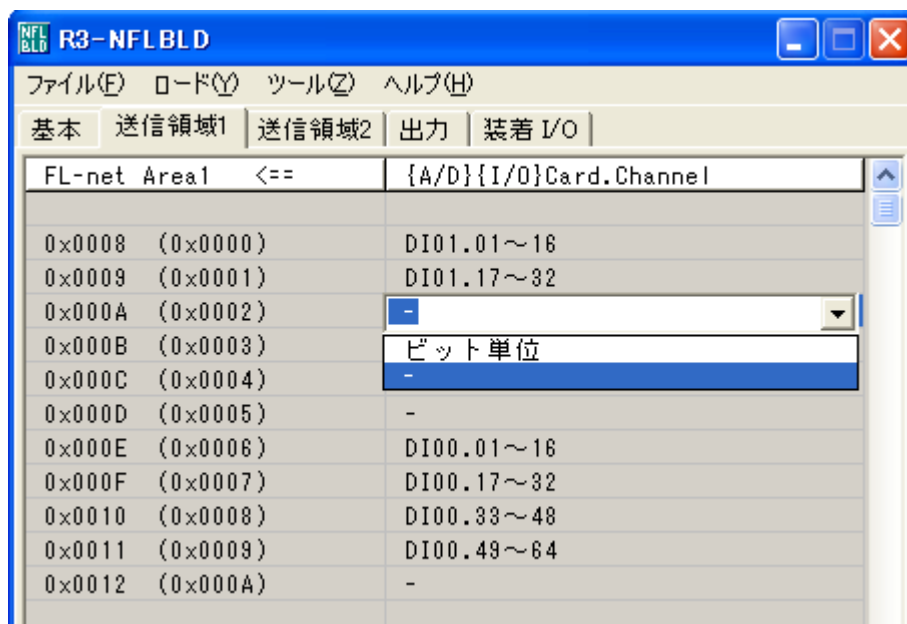 NFL BLD R3-NFLBLD
ファイル(F) ロード(Y) ツール(Z) ヘルプ(H)
基本 送信領域1 送信領域2 出力 装着 I/O
FL-net Area1 <== {A/D}{I/O}Card.Channel
0x0008 (0x0000) DI01.01～16
0x0009 (0x0001) DI01.17～32
0x000A (0x0002) -
0x000B (0x0003) ビット単位
0x000C (0x0004) -
0x000D (0x0005) -
0x000E (0x0006) DI00.01～16
0x000F (0x0007) DI00.17～32
0x0010 (0x0008) DI00.33～48
0x0011 (0x0009) DI00.49～64
0x0012 (0x000A) -